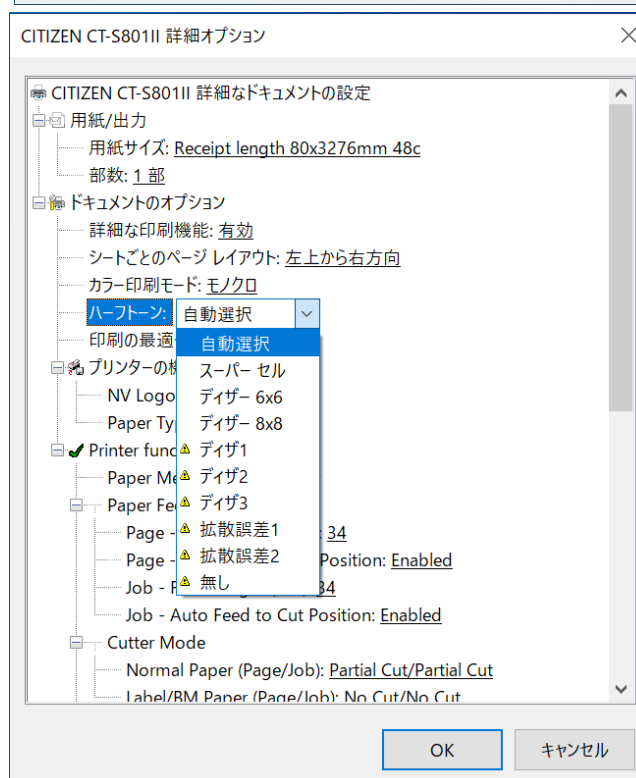 CITIZEN CT-S801II 詳細オプション
CITIZEN CT-S801II 詳細なドキュメントの設定
用紙/出力
用紙サイズ: Receipt length 80x3276mm 48c
部数: 1 部
ドキュメントのオプション
詳細な印刷機能: 有効
シートごとのページ レイアウト: 左上から右方向
カラー印刷モード: モノクロ
ハーフトーン: 自動選択
印刷の最適
自動選択
スーパー セル
ディザー 6x6
ディザー 8x8
ディザ1
ディザ2
ディザ3
拡散誤差1
拡散誤差2
無し
プリンターの
NV Logo
Paper Ty
Printer func
Paper Me
Paper Fe
Page - : 34
Page - Position: Enabled
Job - 34
Job - Auto Feed to Cut Position: Enabled
Cutter Mode
Normal Paper (Page/Job): Partial Cut/Partial Cut
Label/BM Paper (Page/Job): No Cut/No Cut
OK
キャンセル